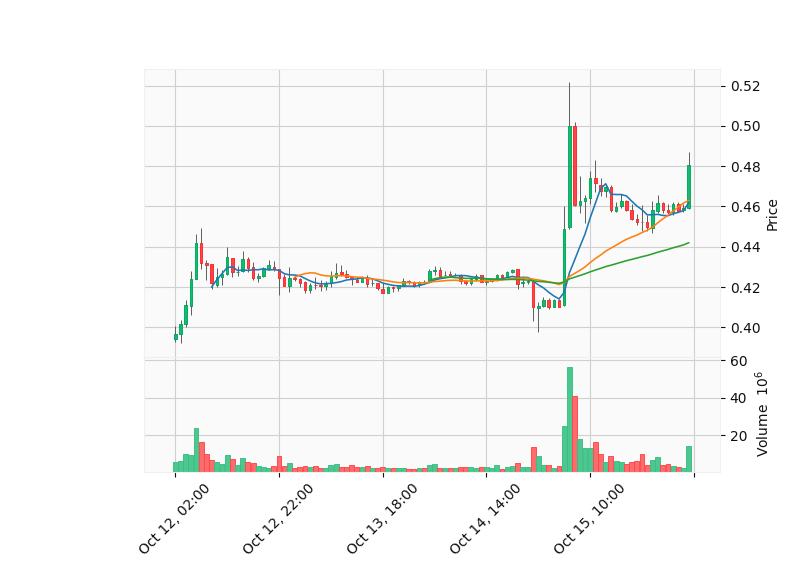 0.52
0.50
0.48
0.46
0.44
0.42
0.40
Price
60
40
20
Volume 10^6
Oct 12, 02:00
Oct 12, 22:00
Oct 13, 18:00
Oct 14, 14:00
Oct 15, 10:00